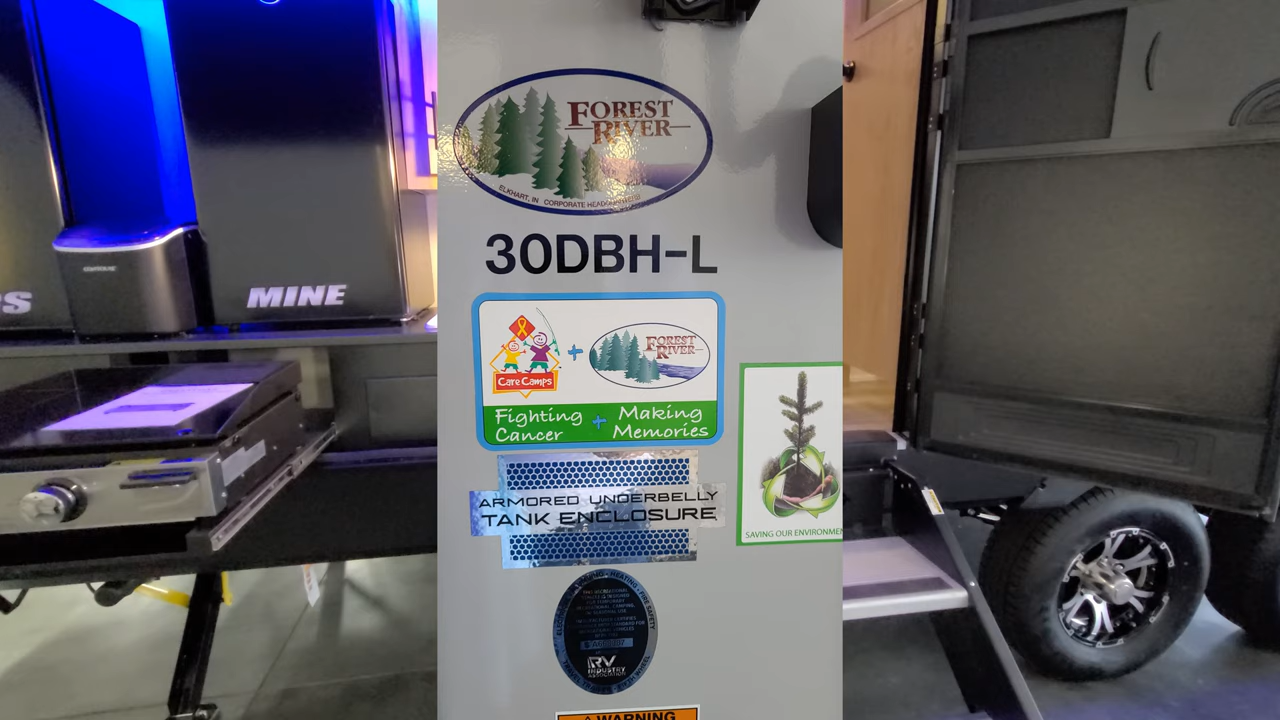 S
MINE
FOREST
RIVER
ELKHART, IN CORPORATE HEADQUARTERS
30DBH-L
Care Camps
+
FOREST
RIVER
Fighting + Making
Cancer Memories
ARMORED UNDERBELLY
TANK ENCLOSURE
SAVING OUR ENVIRONMEN
RV
INDUSTRY
ASSOCIATION
WARNING